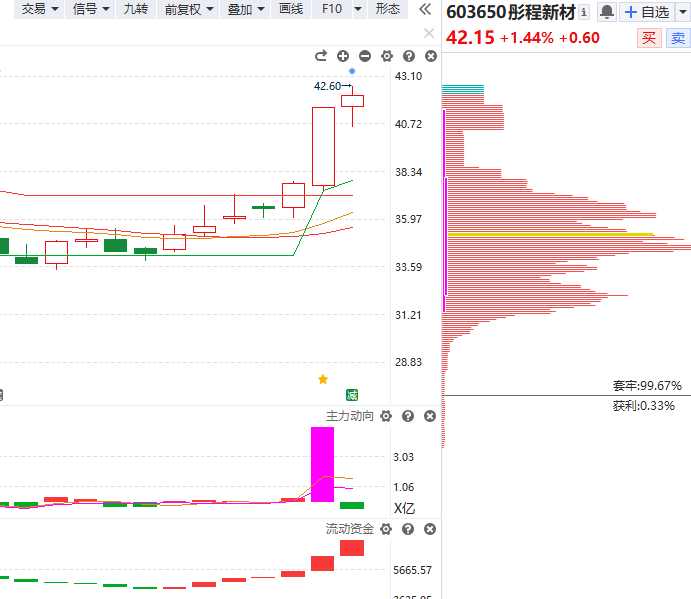 交易 信号 九转 前复权 叠加 画线 F10 形态
603650彤程新材
自选
42.15 +1.44% +0.60
买 卖
42.60
43.10
40.72
38.34
35.97
33.59
31.21
28.83
减
套牢:99.67%
获利:0.33%
主力动向
3.03
1.06
X亿
流动资金
5665.57